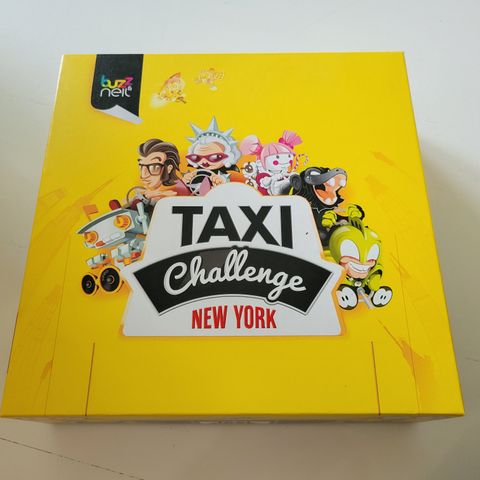 buzz
neil
TAXI
Challenge
NEW YORK